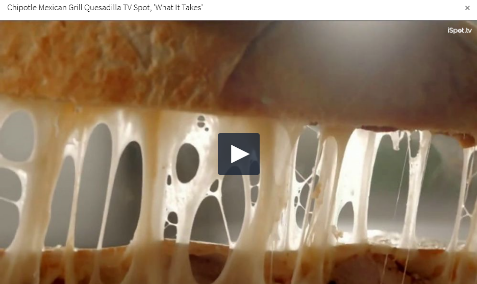 Chipotle Mexican Grill Quesadilla TV Spot, 'What It Takes'
iSpot.tv